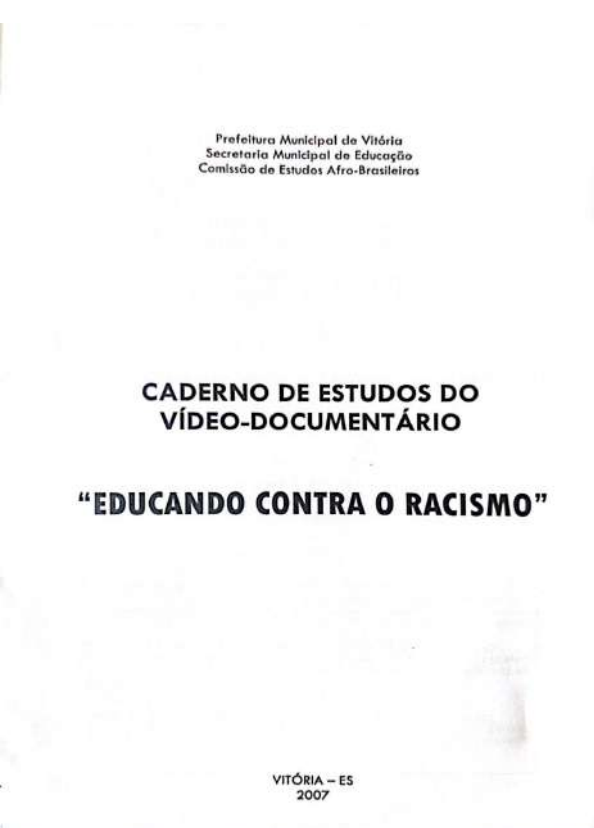 Prefeitura Municipal de Vitória
Secretaria Municipal de Educação
Comissão de Estudos Afro-Brasileiros
CADERNO DE ESTUDOS DO
VÍDEO-DOCUMENTÁRIO
“EDUCANDO CONTRA O RACISMO”
VITÓRIA – ES
2007